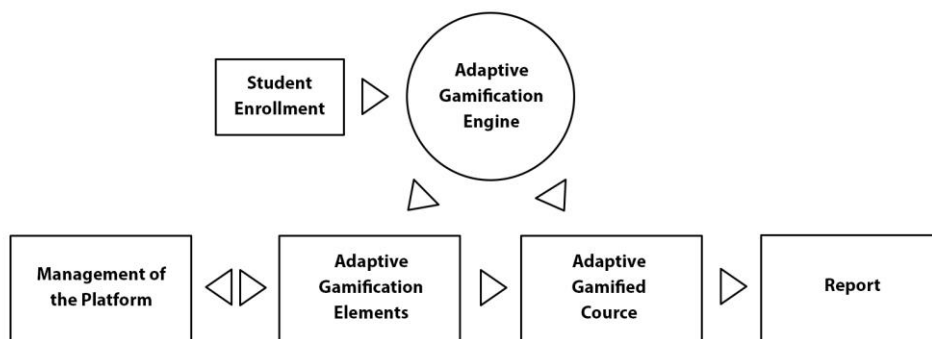 Student
Enrollment
Adaptive
Gamification
Engine
Management of
the Platform
Adaptive
Gamification
Elements
Adaptive
Gamified
Cource
Report